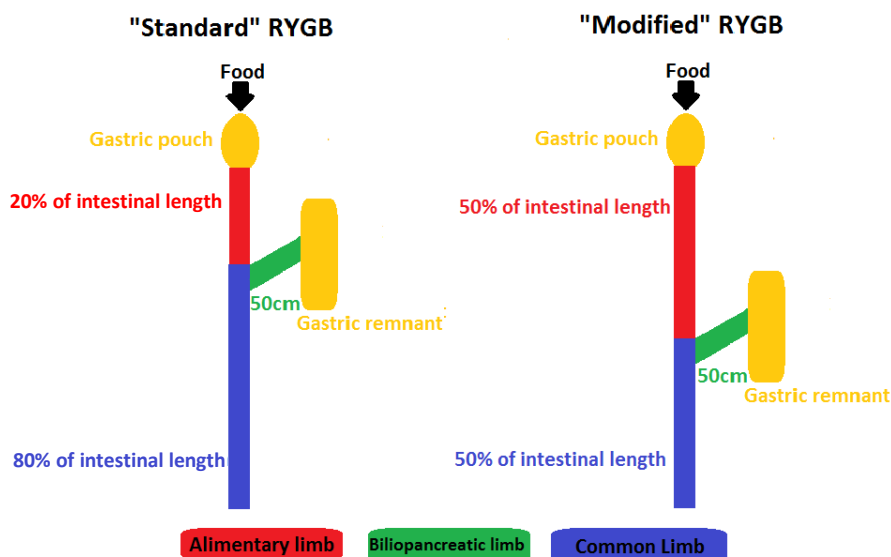 "Standard" RYGB
Food
Gastric pouch
20% of intestinal length
50cm
Gastric remnant
80% of intestinal length
"Modified" RYGB
Food
Gastric pouch
50% of intestinal length
50cm
Gastric remnant
50% of intestinal length
Alimentary limb
Biliopancreatic limb
Common Limb